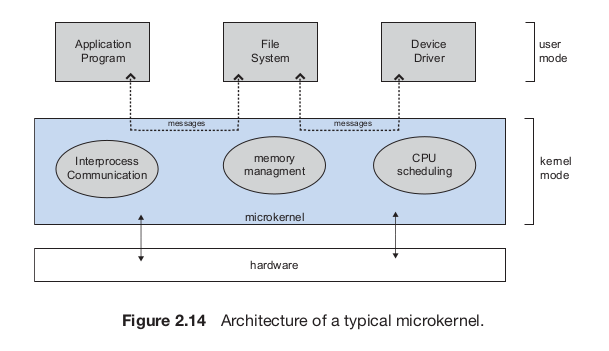 Application
Program
File
System
Device
Driver
user
mode
messages
messages
Interprocess
Communication
memory
managment
CPU
scheduling
kernel
mode
microkernel
hardware
Figure 2.14 Architecture of a typical microkernel.